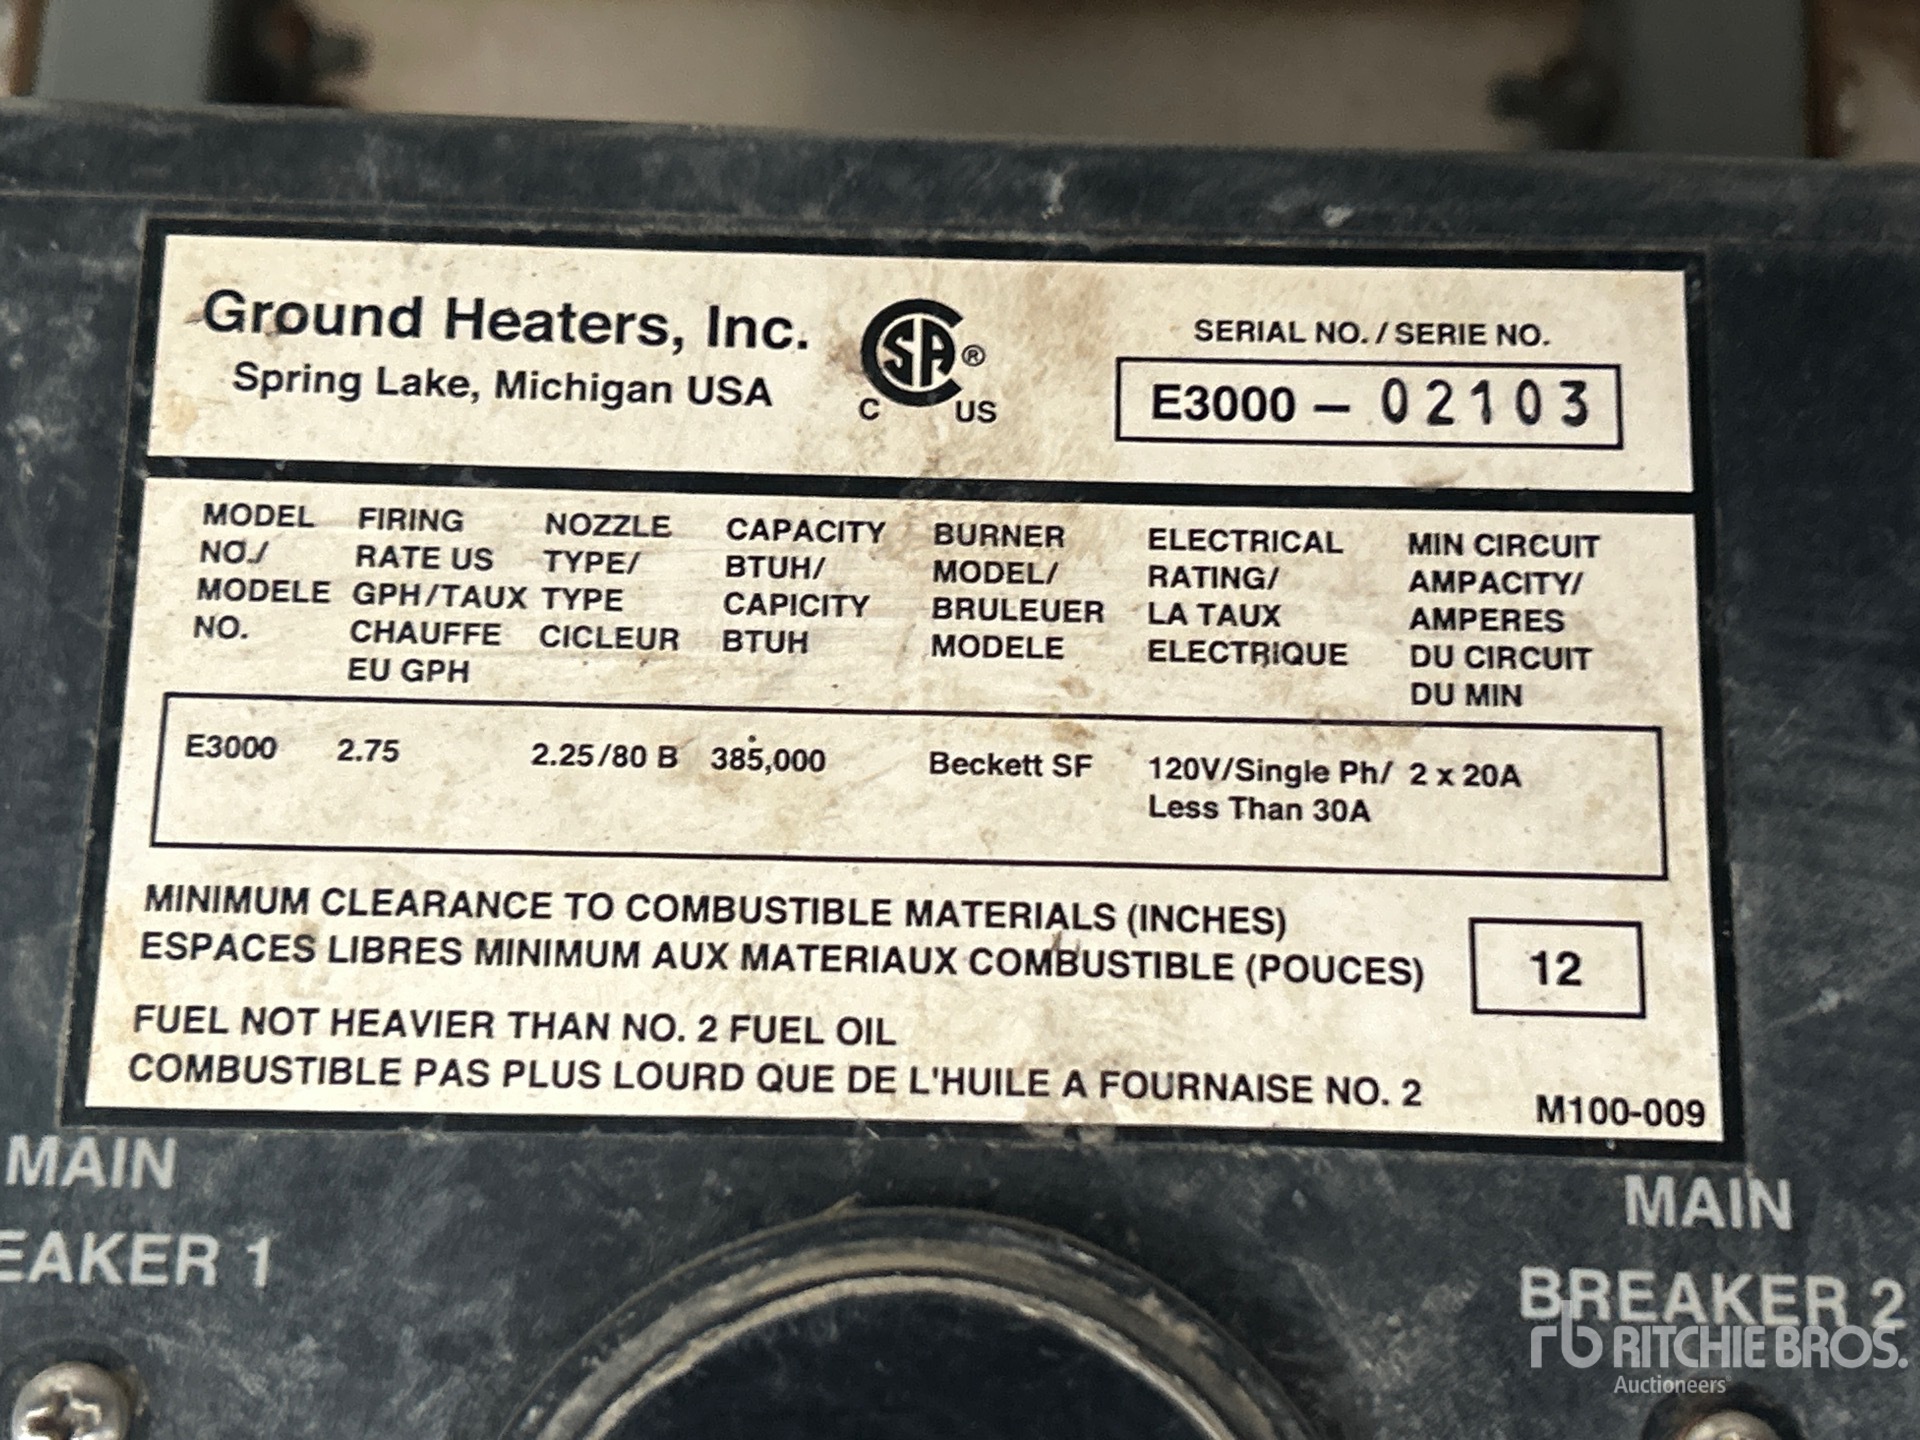 Ground Heaters, Inc.
Spring Lake, Michigan USA
CSA ®
C US
SERIAL NO. / SERIE NO.
E3000 – 02103
MODEL NO./ MODELE NO.
FIRING RATE US GPH/TAUX CHAUFFE EU GPH
NOZZLE TYPE/ TYPE CICLEUR
CAPACITY BTUH/ CAPICITY BTUH
BURNER MODEL/ BRULEUER MODELE
ELECTRICAL RATING/ LA TAUX ELECTRIQUE
MIN CIRCUIT AMPACITY/ AMPERES DU CIRCUIT DU MIN
E3000 2.75 2.25/80 B 385,000 Beckett SF 120V/Single Ph/ 2 x 20A
Less Than 30A
MINIMUM CLEARANCE TO COMBUSTIBLE MATERIALS (INCHES)
ESPACES LIBRES MINIMUM AUX MATERIAUX COMBUSTIBLE (POUCES)
12
FUEL NOT HEAVIER THAN NO. 2 FUEL OIL
COMBUSTIBLE PAS PLUS LOURD QUE DE L'HUILE A FOURNAISE NO. 2
M100-009
MAIN
EAKER 1
MAIN
BREAKER 2
rb RITCHIE BROS.
Auctioneers